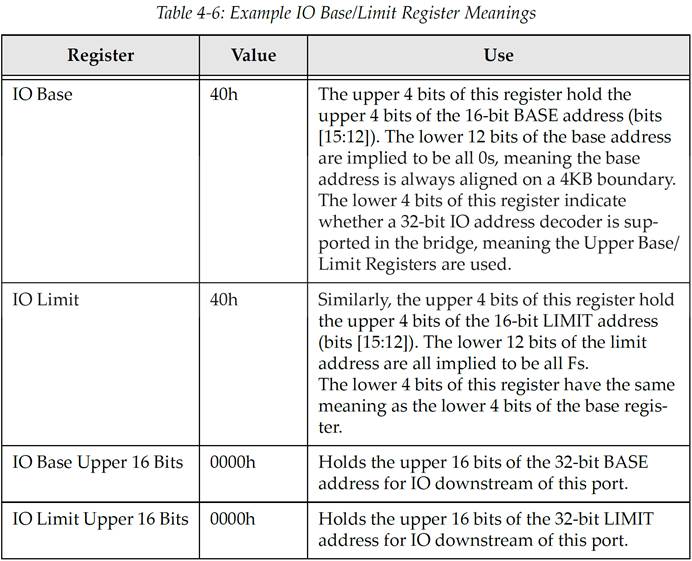 Table 4-6: Example IO Base/Limit Register Meanings
Register Value Use
IO Base 40h The upper 4 bits of this register hold the
upper 4 bits of the 16-bit BASE address (bits
[15:12]). The lower 12 bits of the base address
are implied to be all 0s, meaning the base
address is always aligned on a 4KB boundary.
The lower 4 bits of this register indicate
whether a 32-bit IO address decoder is sup-
ported in the bridge, meaning the Upper Base/
Limit Registers are used.
IO Limit 40h Similarly, the upper 4 bits of this register hold
the upper 4 bits of the 16-bit LIMIT address
(bits [15:12]). The lower 12 bits of the limit
address are all implied to be all Fs.
The lower 4 bits of this register have the same
meaning as the lower 4 bits of the base regis-
ter.
IO Base Upper 16 Bits 0000h Holds the upper 16 bits of the 32-bit BASE
address for IO downstream of this port.
IO Limit Upper 16 Bits 0000h Holds the upper 16 bits of the 32-bit LIMIT
address for IO downstream of this port.